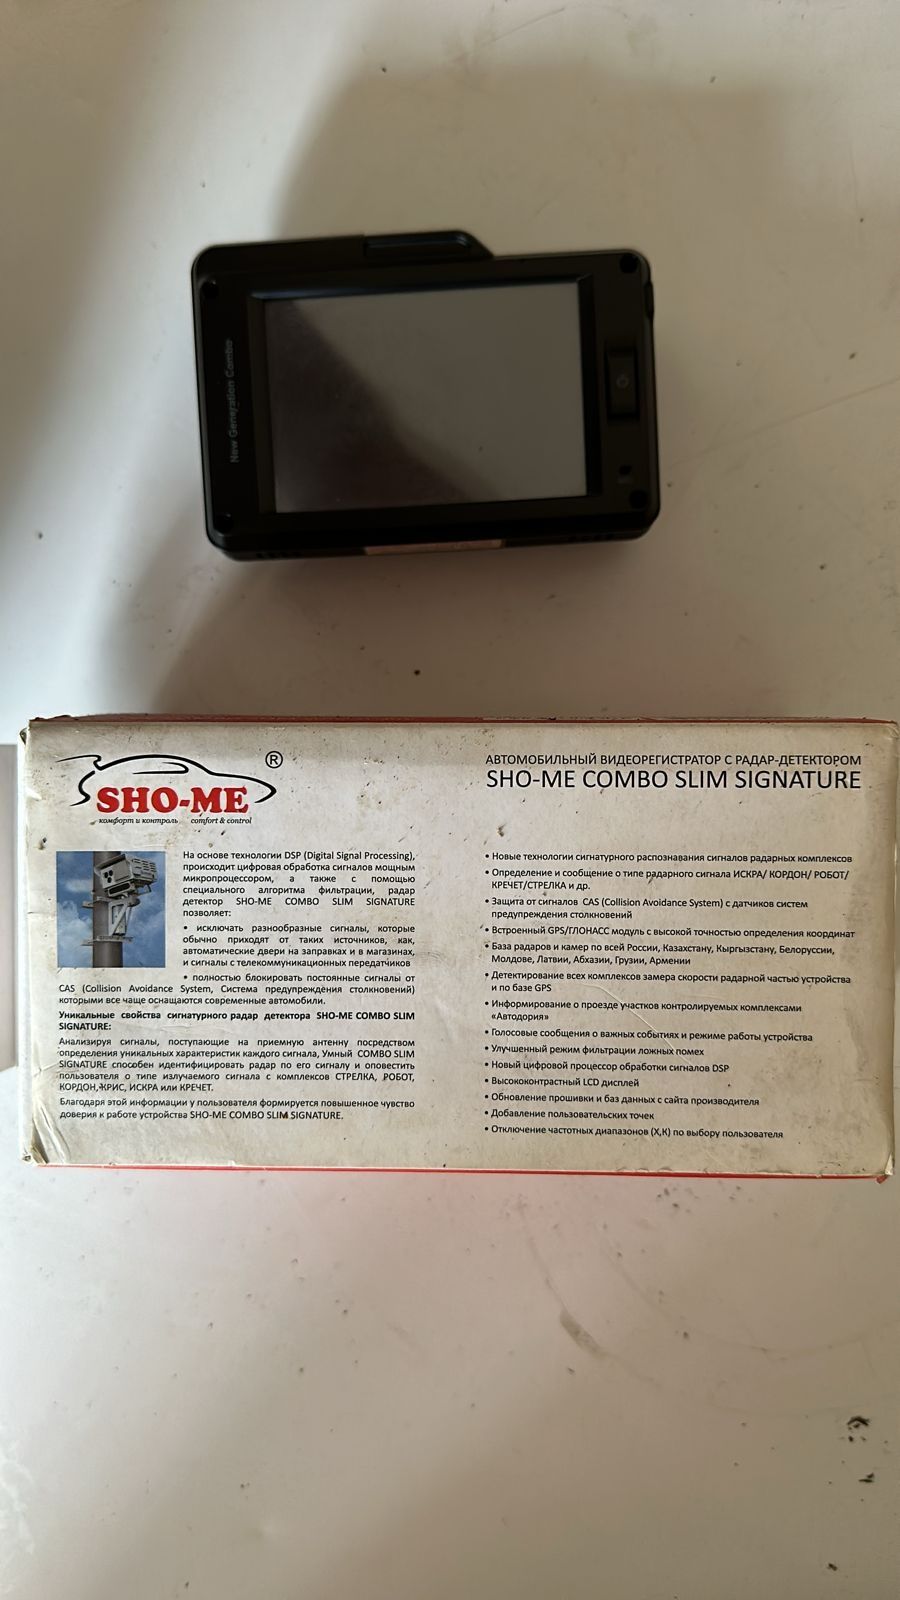 New Generation Combo
SHO-ME ®
комфорт и контроль comfort & control
АВТОМОБИЛЬНЫЙ ВИДЕОРЕГИСТРАТОР С РАДАР-ДЕТЕКТОРОМ
SHO-ME COMBO SLIM SIGNATURE
На основе технологии DSP (Digital Signal Processing),
происходит цифровая обработка сигналов мощным
микропроцессором, а также с помощью
специального алгоритма фильтрации, радар
детектор SHO-ME COMBO SLIM SIGNATURE
позволяет:
• исключать разнообразные сигналы, которые
обычно приходят от таких источников, как,
автоматические двери на заправках и в магазинах,
и сигналы с телекоммуникационных передатчиков
• полностью блокировать постоянные сигналы от
CAS (Collision Avoidance System, Система предупреждения столкновений)
которыми все чаще оснащаются современные автомобили.
Уникальные свойства сигнатурного радар детектора SHO-ME COMBO SLIM
SIGNATURE:
Анализируя сигналы, поступающие на приемную антенну посредством
определения уникальных характеристик каждого сигнала, Умный COMBO SLIM
SIGNATURE способен идентифицировать радар по его сигналу и оповестить
пользователя о типе излучаемого сигнала с комплексов СТРЕЛКА, РОБОТ,
КОРДОН, КРИС, ИСКРА или КРЕЧЕТ.
Благодаря этой информации у пользователя формируется повышенное чувство
доверия к работе устройства SHO-ME COMBO SLIM SIGNATURE.
• Новые технологии сигнатурного распознавания сигналов радарных комплексов
• Определение и сообщение о типе радарного сигнала ИСКРА/ КОРДОН/ РОБОТ/
КРЕЧЕТ/СТРЕЛКА и др.
• Защита от сигналов CAS (Collision Avoidance System) с датчиков систем
предупреждения столкновений
• Встроенный GPS/ГЛОНАСС модуль с высокой точностью определения координат
• База радаров и камер по всей России, Казахстану, Кыргызстану, Белоруссии,
Молдове, Латвии, Абхазии, Грузии, Армении
• Детектирование всех комплексов замера скорости радарной частью устройства
и по базе GPS
• Информирование о проезде участков контролируемых комплексами
«Автодория»
• Голосовые сообщения о важных событиях и режиме работы устройства
• Улучшенный режим фильтрации ложных помех
• Новый цифровой процессор обработки сигналов DSP
• Высококонтрастный LCD дисплей
• Обновление прошивки и баз данных с сайта производителя
• Добавление пользовательских точек
• Отключение частотных диапазонов (X,K) по выбору пользователя